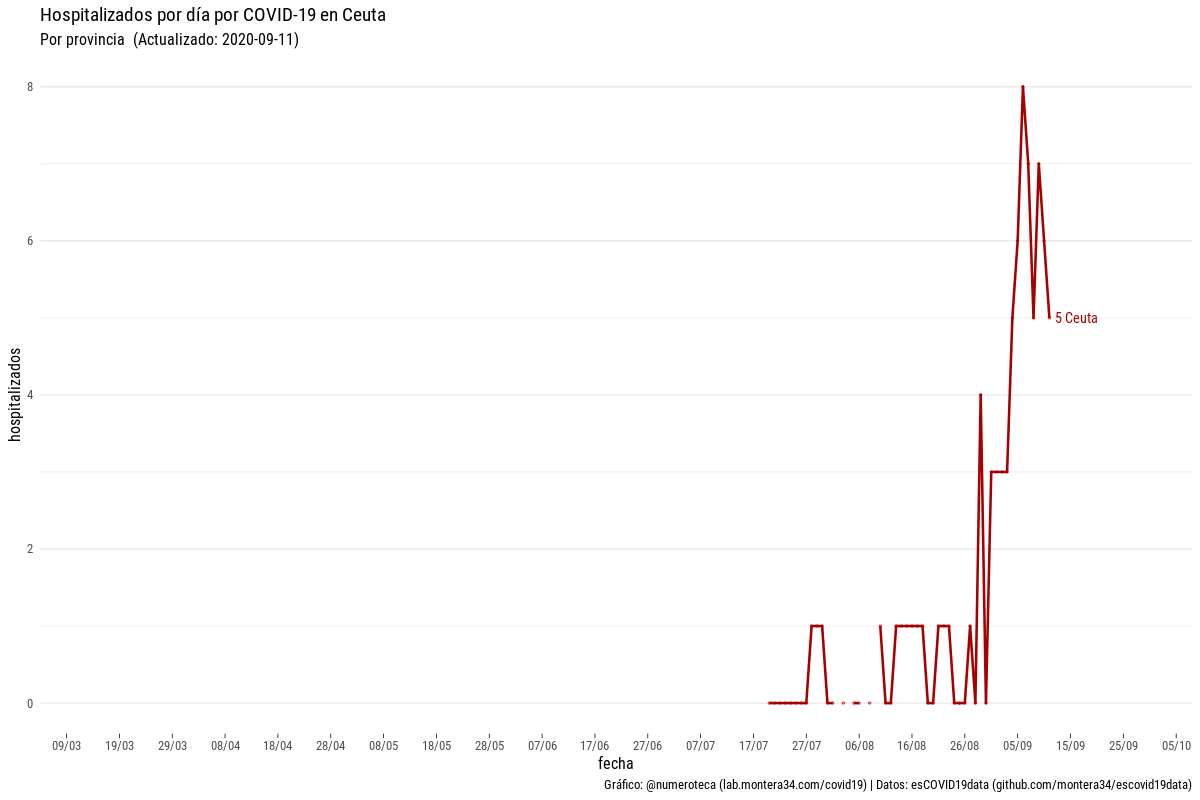 Hospitalizados por día por COVID-19 en Ceuta
Por provincia  (Actualizado: 2020-09-11)
8
6
4
2
0
hospitalizados
5 Ceuta
09/03 19/03 29/03 08/04 18/04 28/04 08/05 18/05 28/05 07/06 17/06 27/06 07/07 17/07 27/07 06/08 16/08 26/08 05/09 15/09 25/09 05/10
fecha
Gráfico: @numeroteca (lab.montera34.com/covid19) | Datos: esCOVID19data (github.com/montera34/escovid19data)